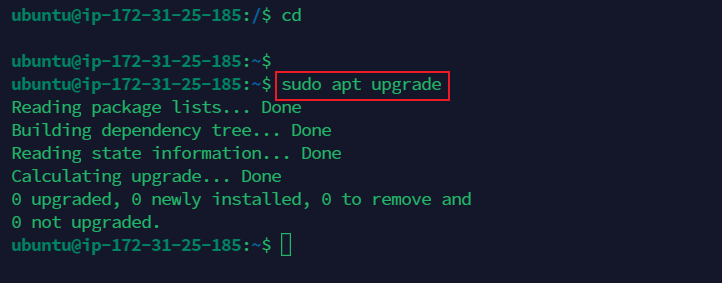 ubuntu@ip-172-31-25-185:/$ cd
ubuntu@ip-172-31-25-185:~$
ubuntu@ip-172-31-25-185:~$ sudo apt upgrade
Reading package lists... Done
Building dependency tree... Done
Reading state information... Done
Calculating upgrade... Done
0 upgraded, 0 newly installed, 0 to remove and
0 not upgraded.
ubuntu@ip-172-31-25-185:~$